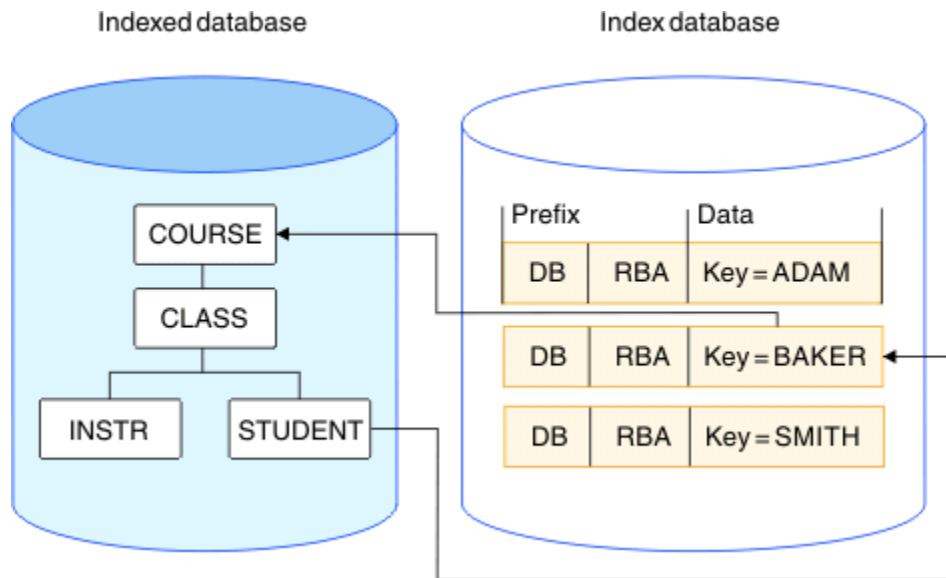 Indexed database
Index database
COURSE
CLASS
INSTR
STUDENT
Prefix
Data
DB
RBA
Key=ADAM
DB
RBA
Key=BAKER
DB
RBA
Key=SMITH